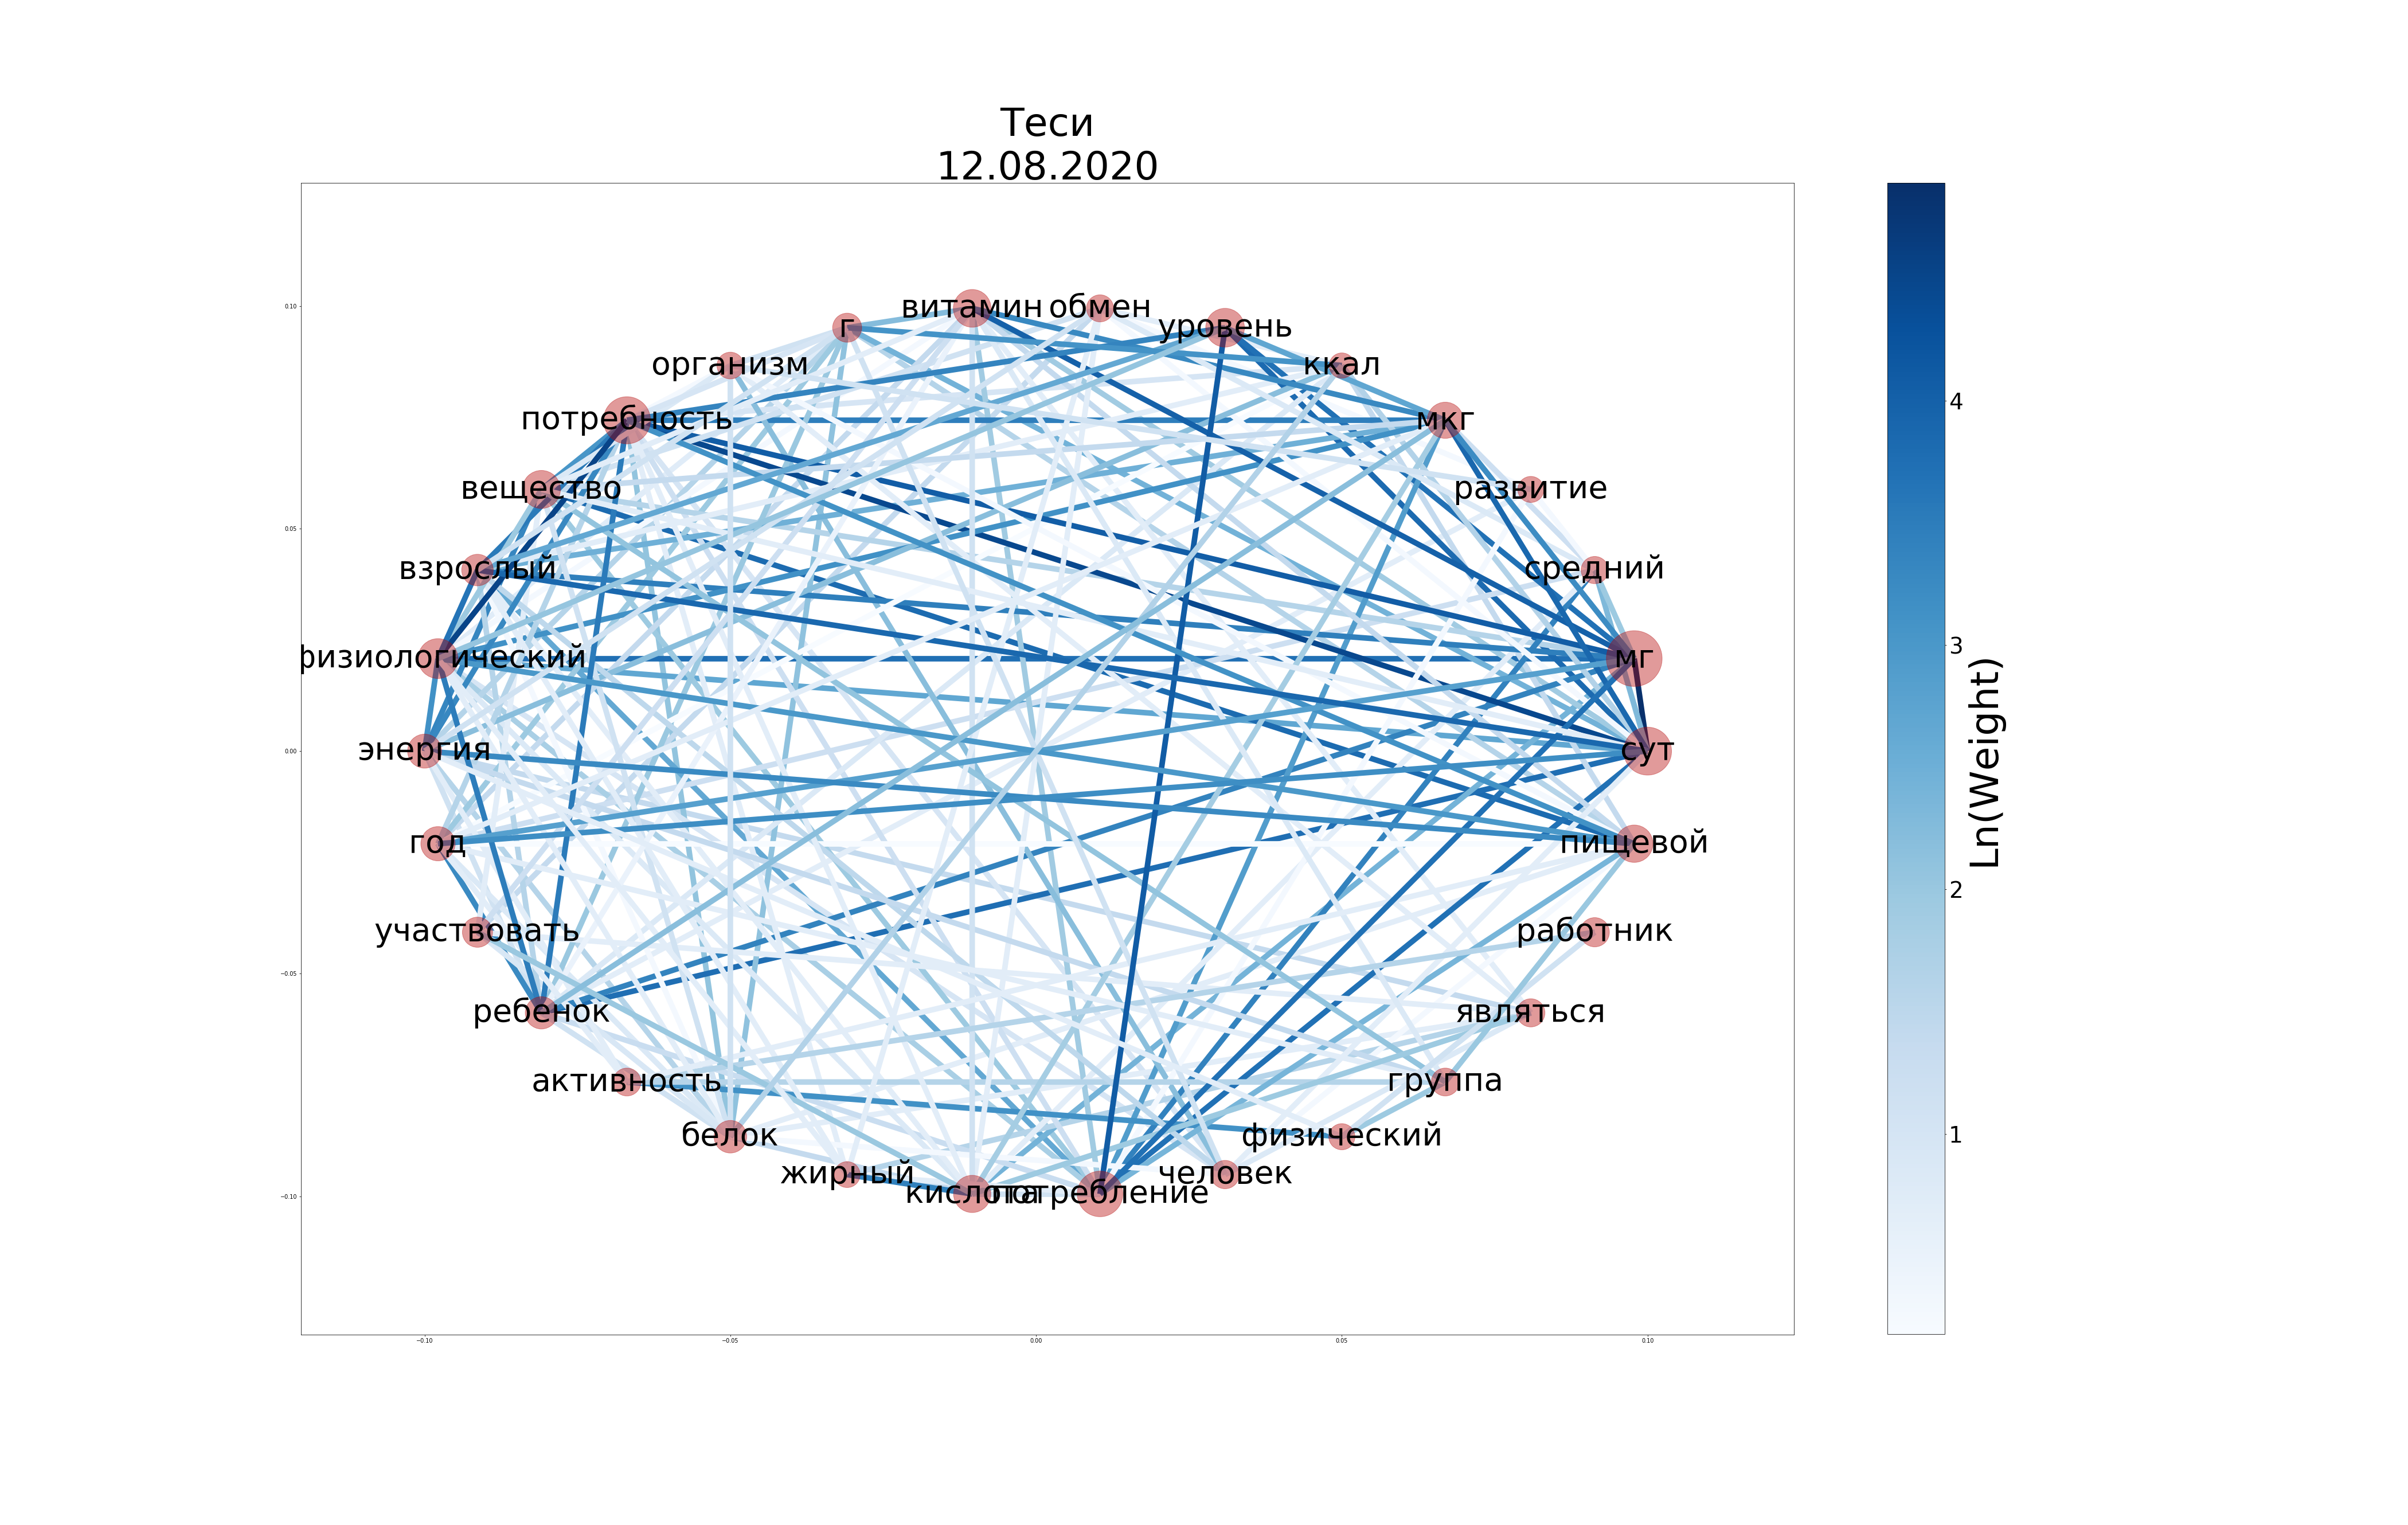 Теси
12.08.2020
витамин
обмен
г
уровень
организм
ккал
потребность
мкг
вещество
развитие
взрослый
средний
физиологический
мг
энергия
сут
год
пищевой
участвовать
работник
ребенок
являться
активность
группа
белок
физический
жирный
человек
кислота
потребление
0.10
0.05
0.00
−0.05
−0.10
−0.10
−0.05
0.00
0.05
0.10
4
3
2
1
Ln(Weight)